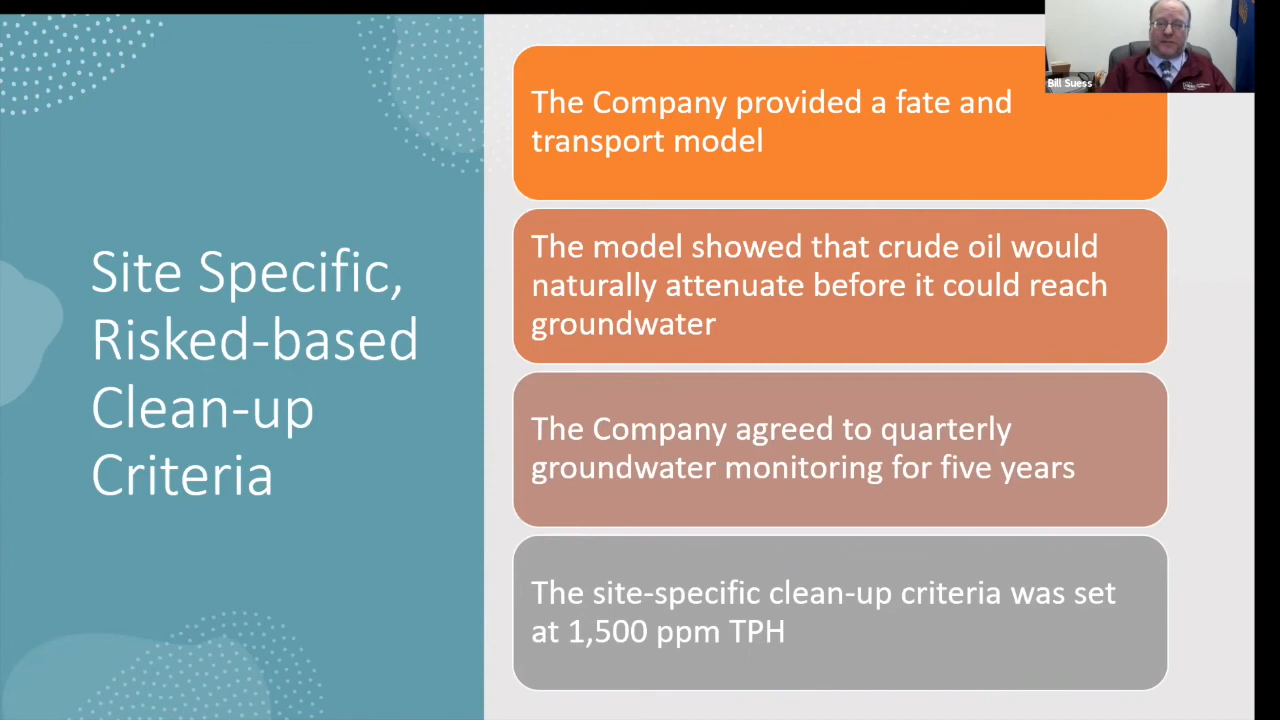 Site Specific,
Risked-based
Clean-up
Criteria
The Company provided a fate and
transport model
The model showed that crude oil would
naturally attenuate before it could reach
groundwater
The Company agreed to quarterly
groundwater monitoring for five years
The site-specific clean-up criteria was set
at 1,500 ppm TPH
Bill Suess